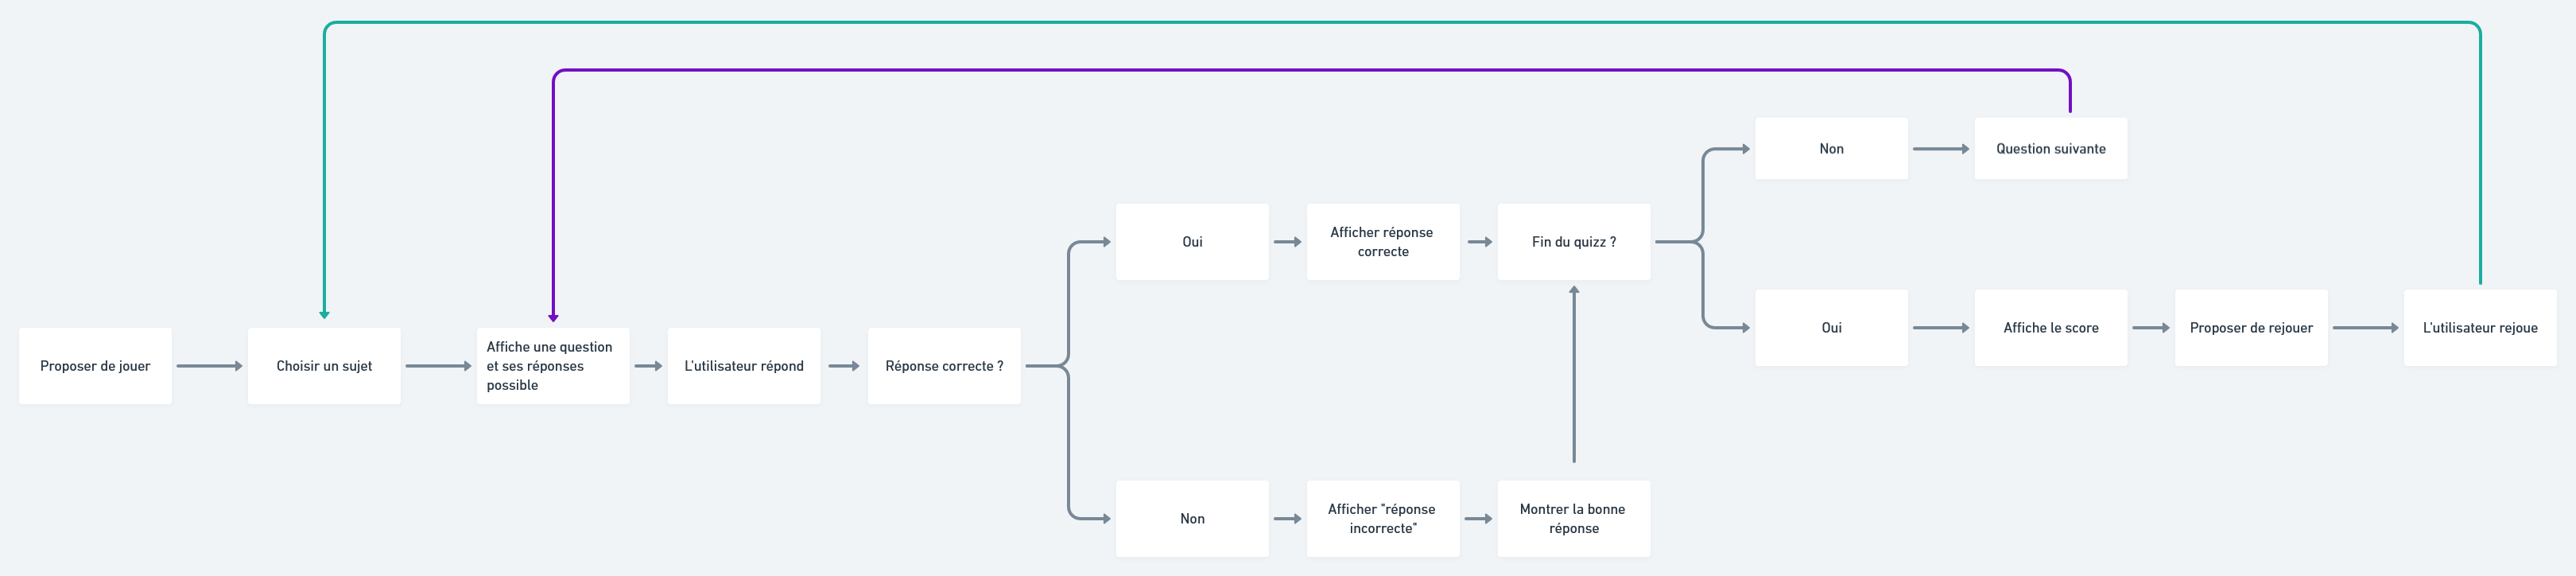 Proposer de jouer
Choisir un sujet
Affiche une question
et ses réponses
possible
L'utilisateur répond
Réponse correcte ?
Oui
Afficher réponse
correcte
Fin du quizz ?
Non
Afficher "réponse
incorrecte"
Montrer la bonne
réponse
Non
Question suivante
Oui
Affiche le score
Proposer de rejouer
L'utilisateur rejoue